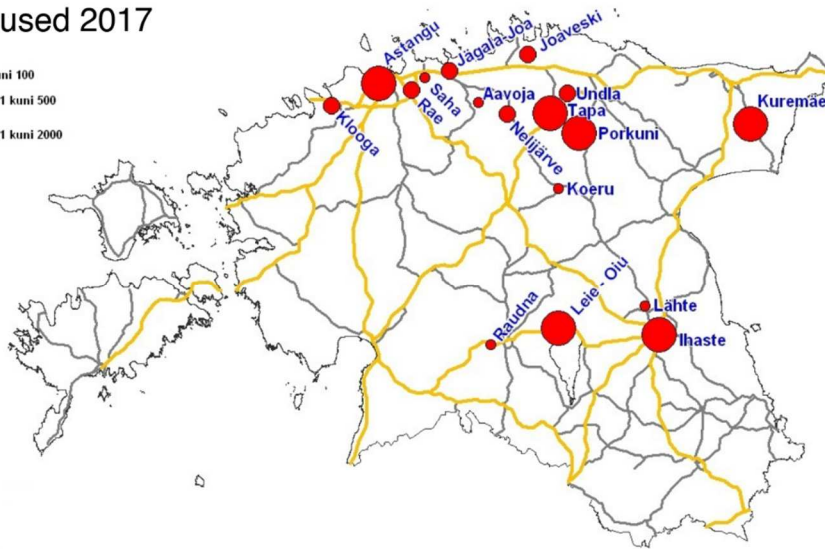 used 2017
uni 100
1 kuni 500
1 kuni 2000
Astangu
Jägala-Joa
Joaveski
Saha
Rae
Klooga
Aavoja
Nelijärve
Undla
Tapa
Porkuni
Kuremäe
Koeru
Raudna
Leie - Oiu
Lähte
Ihaste